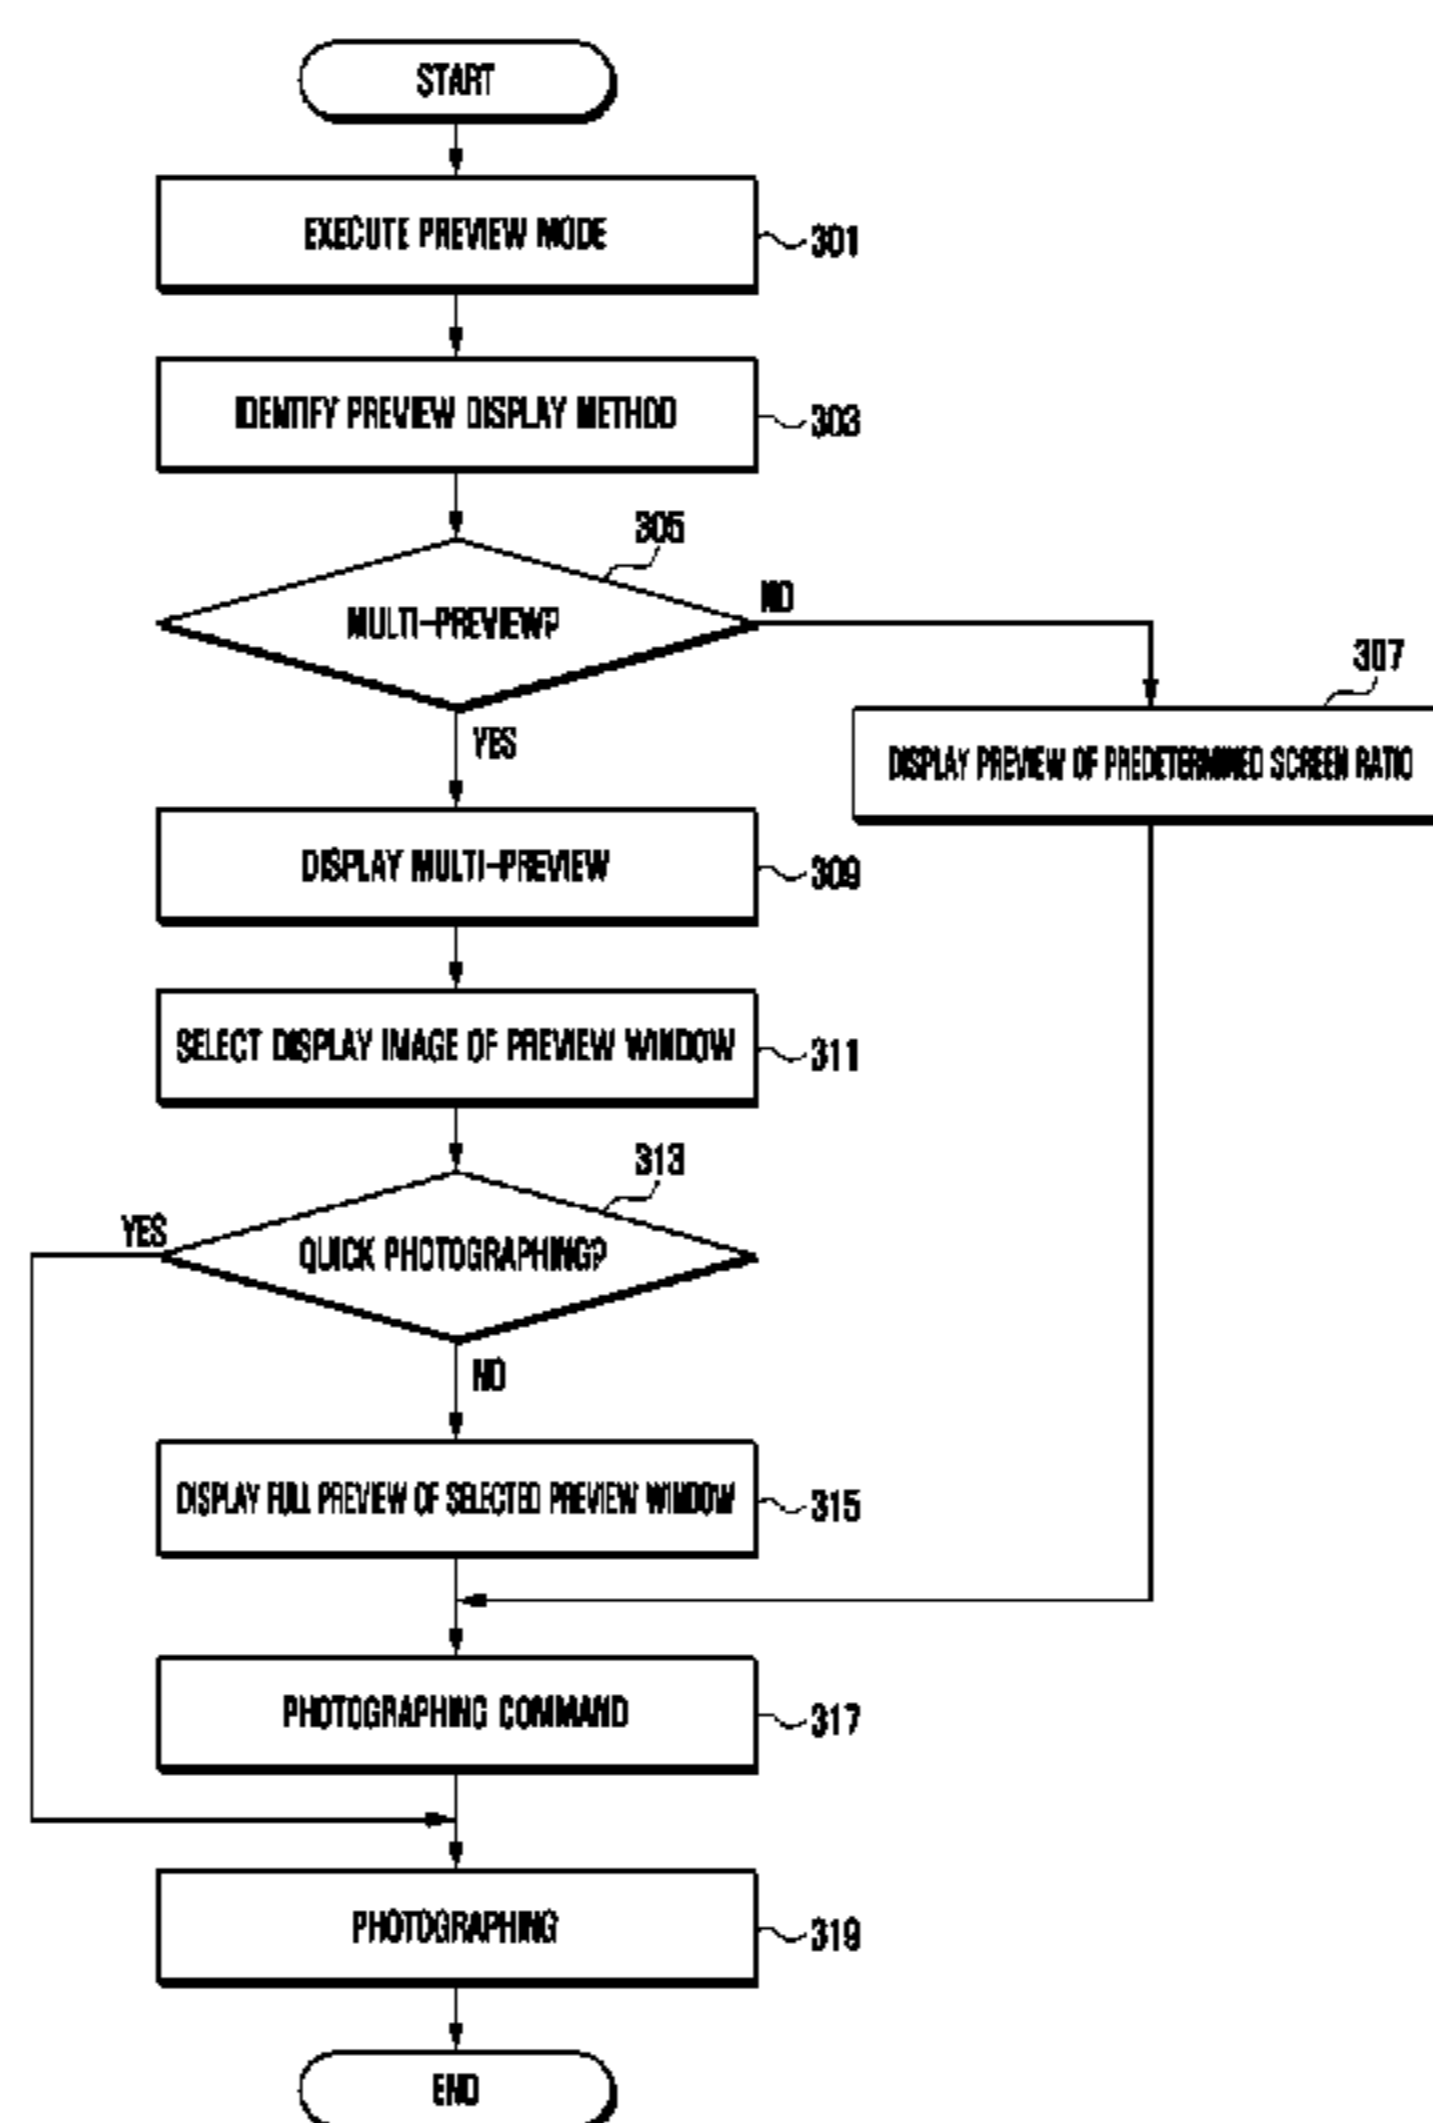 START
EXECUTE PREVIEW MODE
301
IDENTIFY PREVIEW DISPLAY METHOD
303
305
MULTI-PREVIEW?
NO
YES
307
DISPLAY PREVIEW OF PREDETERMINED SCREEN RATIO
DISPLAY MULTI-PREVIEW
309
SELECT DISPLAY IMAGE OF PREVIEW WINDOW
311
313
YES
QUICK PHOTOGRAPHING?
NO
DISPLAY FULL PREVIEW OF SELECTED PREVIEW WINDOW
315
PHOTOGRAPHING COMMAND
317
PHOTOGRAPHING
319
END